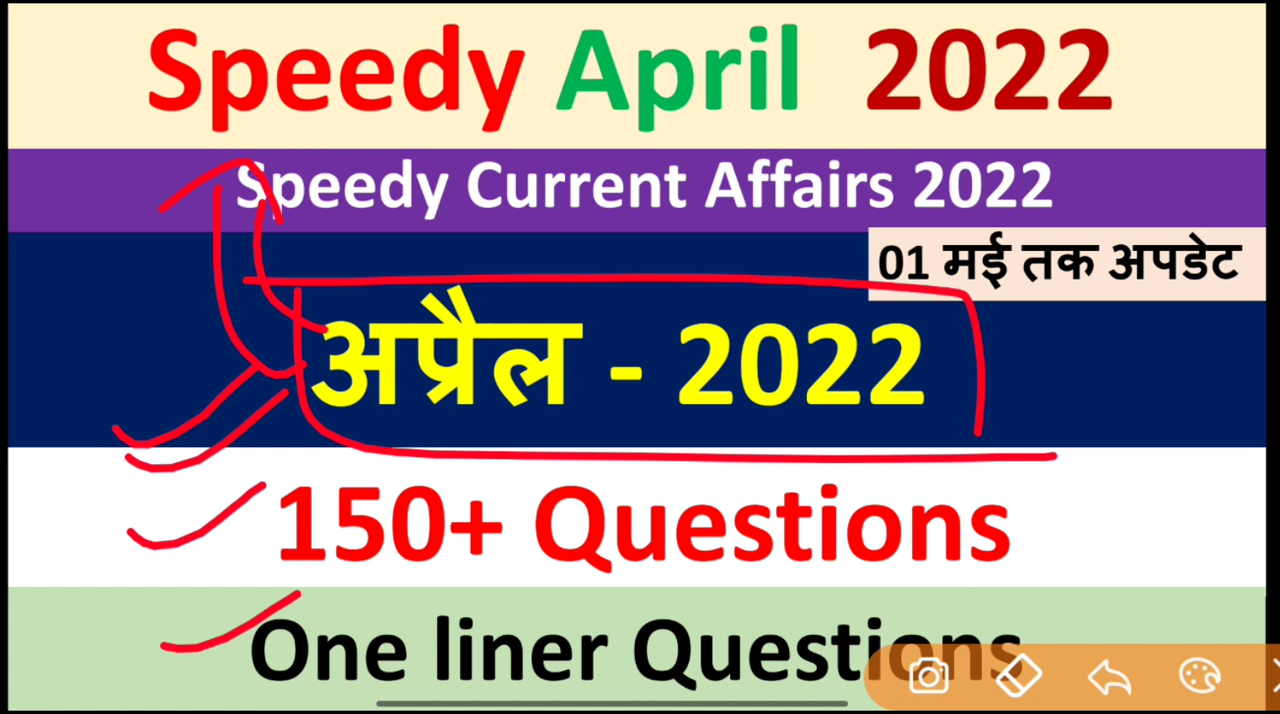 Speedy April 2022
Speedy Current Affairs 2022
01 मई तक अपडेट
अप्रैल - 2022
150+ Questions
One liner Questions